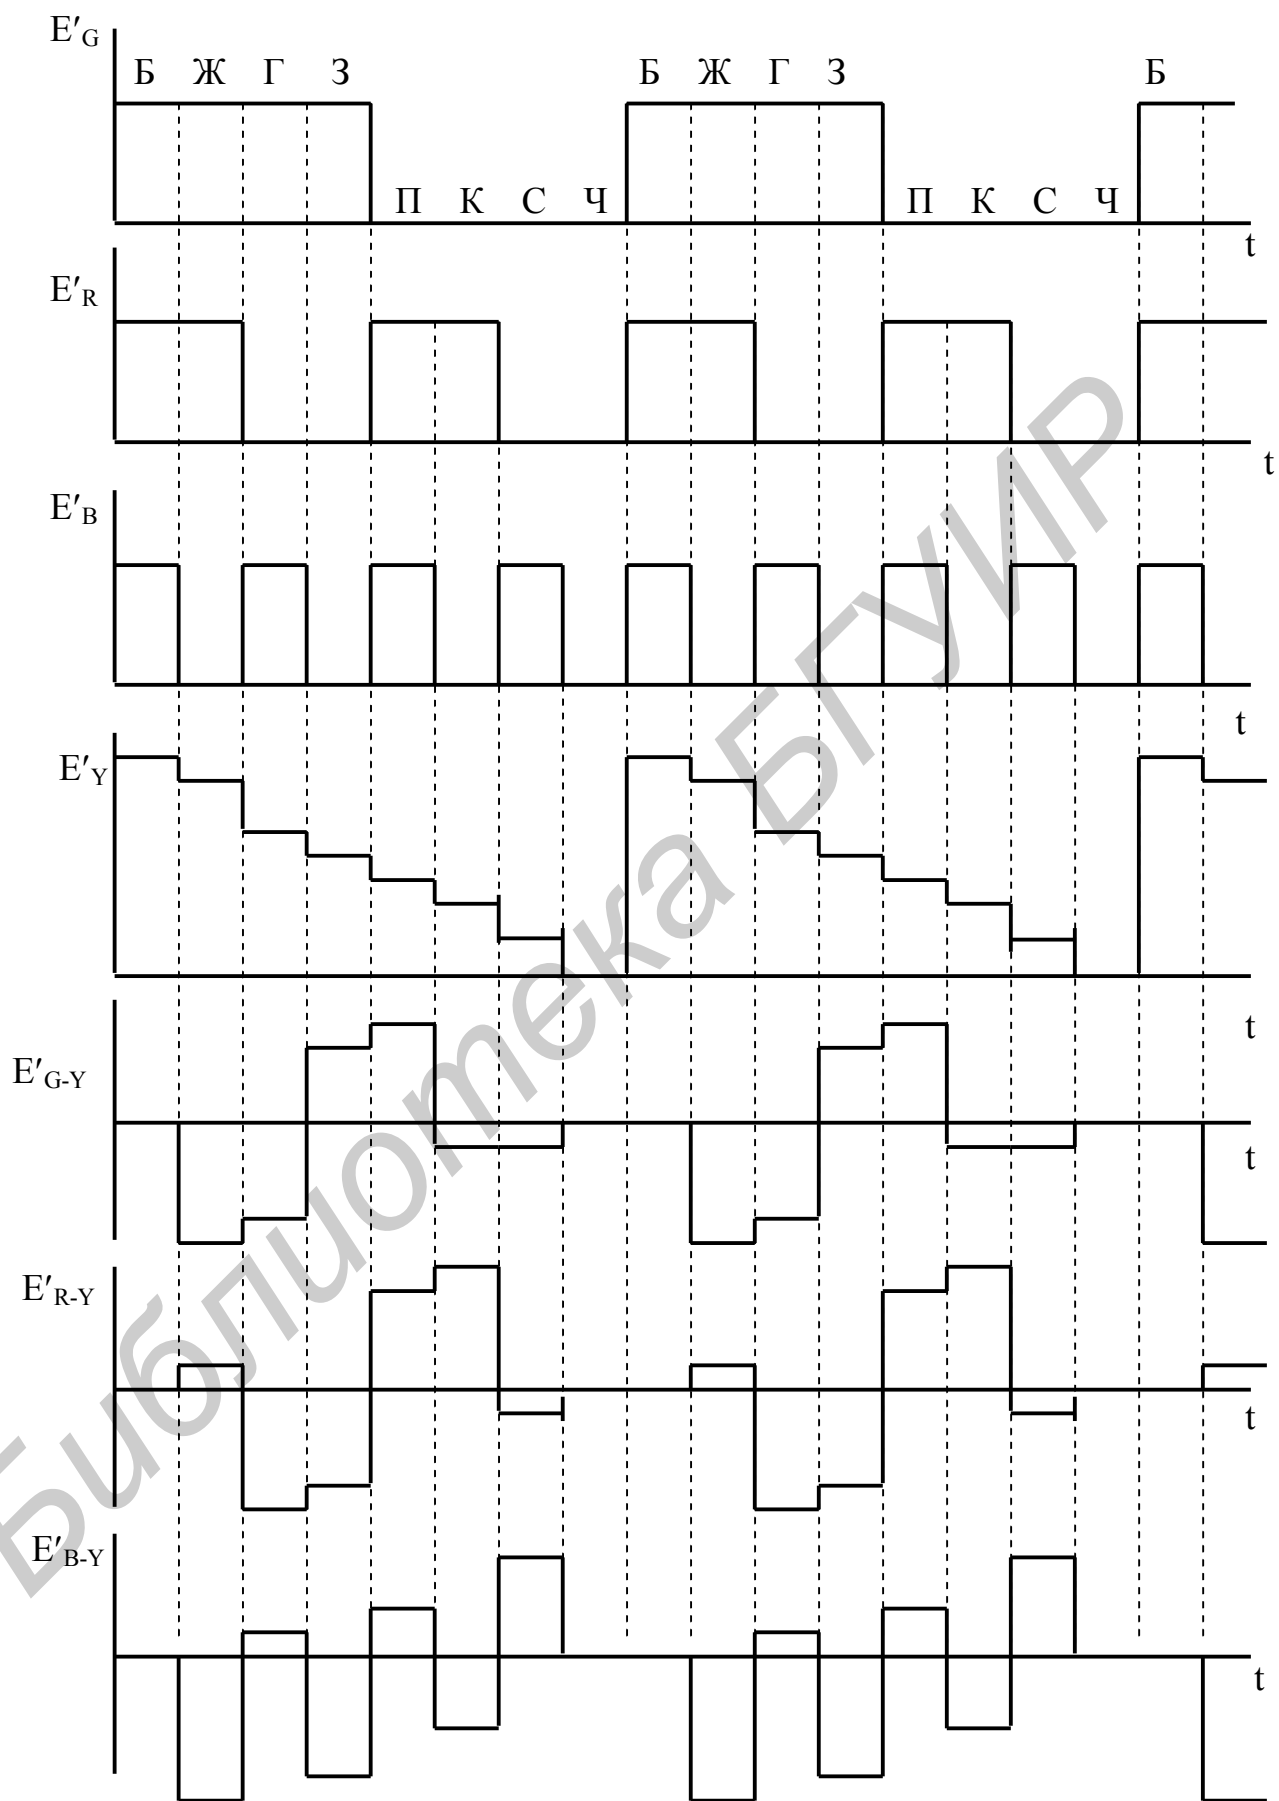 E′G
Б Ж Г З Б Ж Г З Б
П К С Ч П К С Ч
t
E′R
t
E′B
t
E′Y
t
E′G-Y
t
E′R-Y
t
E′B-Y
t
Библиотека БГУИР